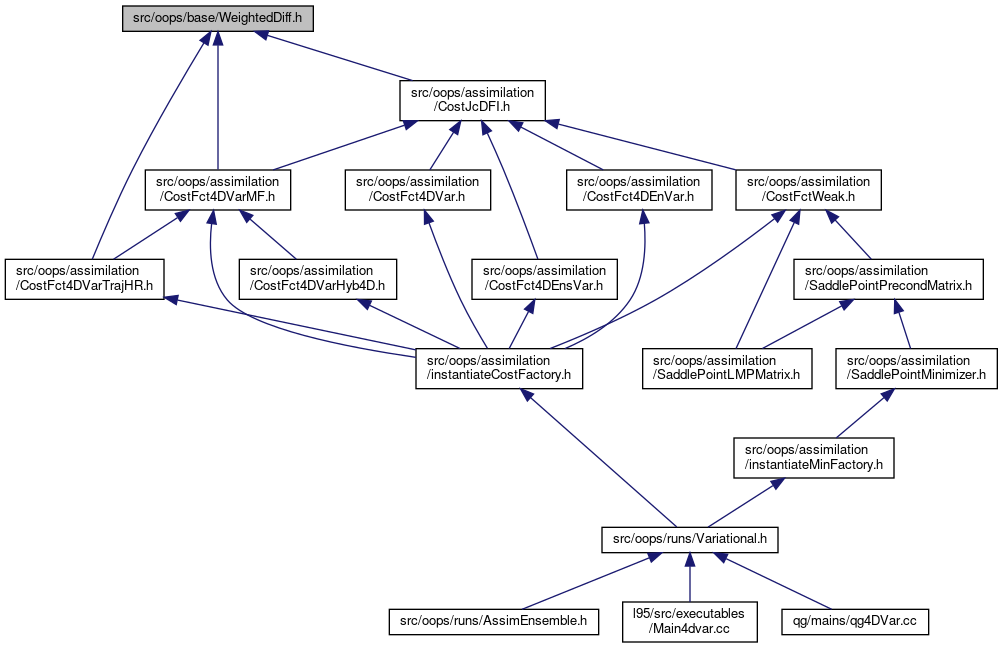 src/oops/base/WeightedDiff.h
src/oops/assimilation
/CostJcDFI.h
src/oops/assimilation
/CostFct4DVarMF.h
src/oops/assimilation
/CostFct4DVar.h
src/oops/assimilation
/CostFct4DEnVar.h
src/oops/assimilation
/CostFctWeak.h
src/oops/assimilation
/CostFct4DVarTrajHR.h
src/oops/assimilation
/CostFct4DVarHyb4D.h
src/oops/assimilation
/CostFct4DEnsVar.h
src/oops/assimilation
/SaddlePointPrecondMatrix.h
src/oops/assimilation
/instantiateCostFactory.h
src/oops/assimilation
/SaddlePointLMPMatrix.h
src/oops/assimilation
/SaddlePointMinimizer.h
src/oops/assimilation
/instantiateMinFactory.h
src/oops/runs/Variational.h
src/oops/runs/AssimEnsemble.h
l95/src/executables
/Main4dvar.cc
qg/mains/qg4DVar.cc